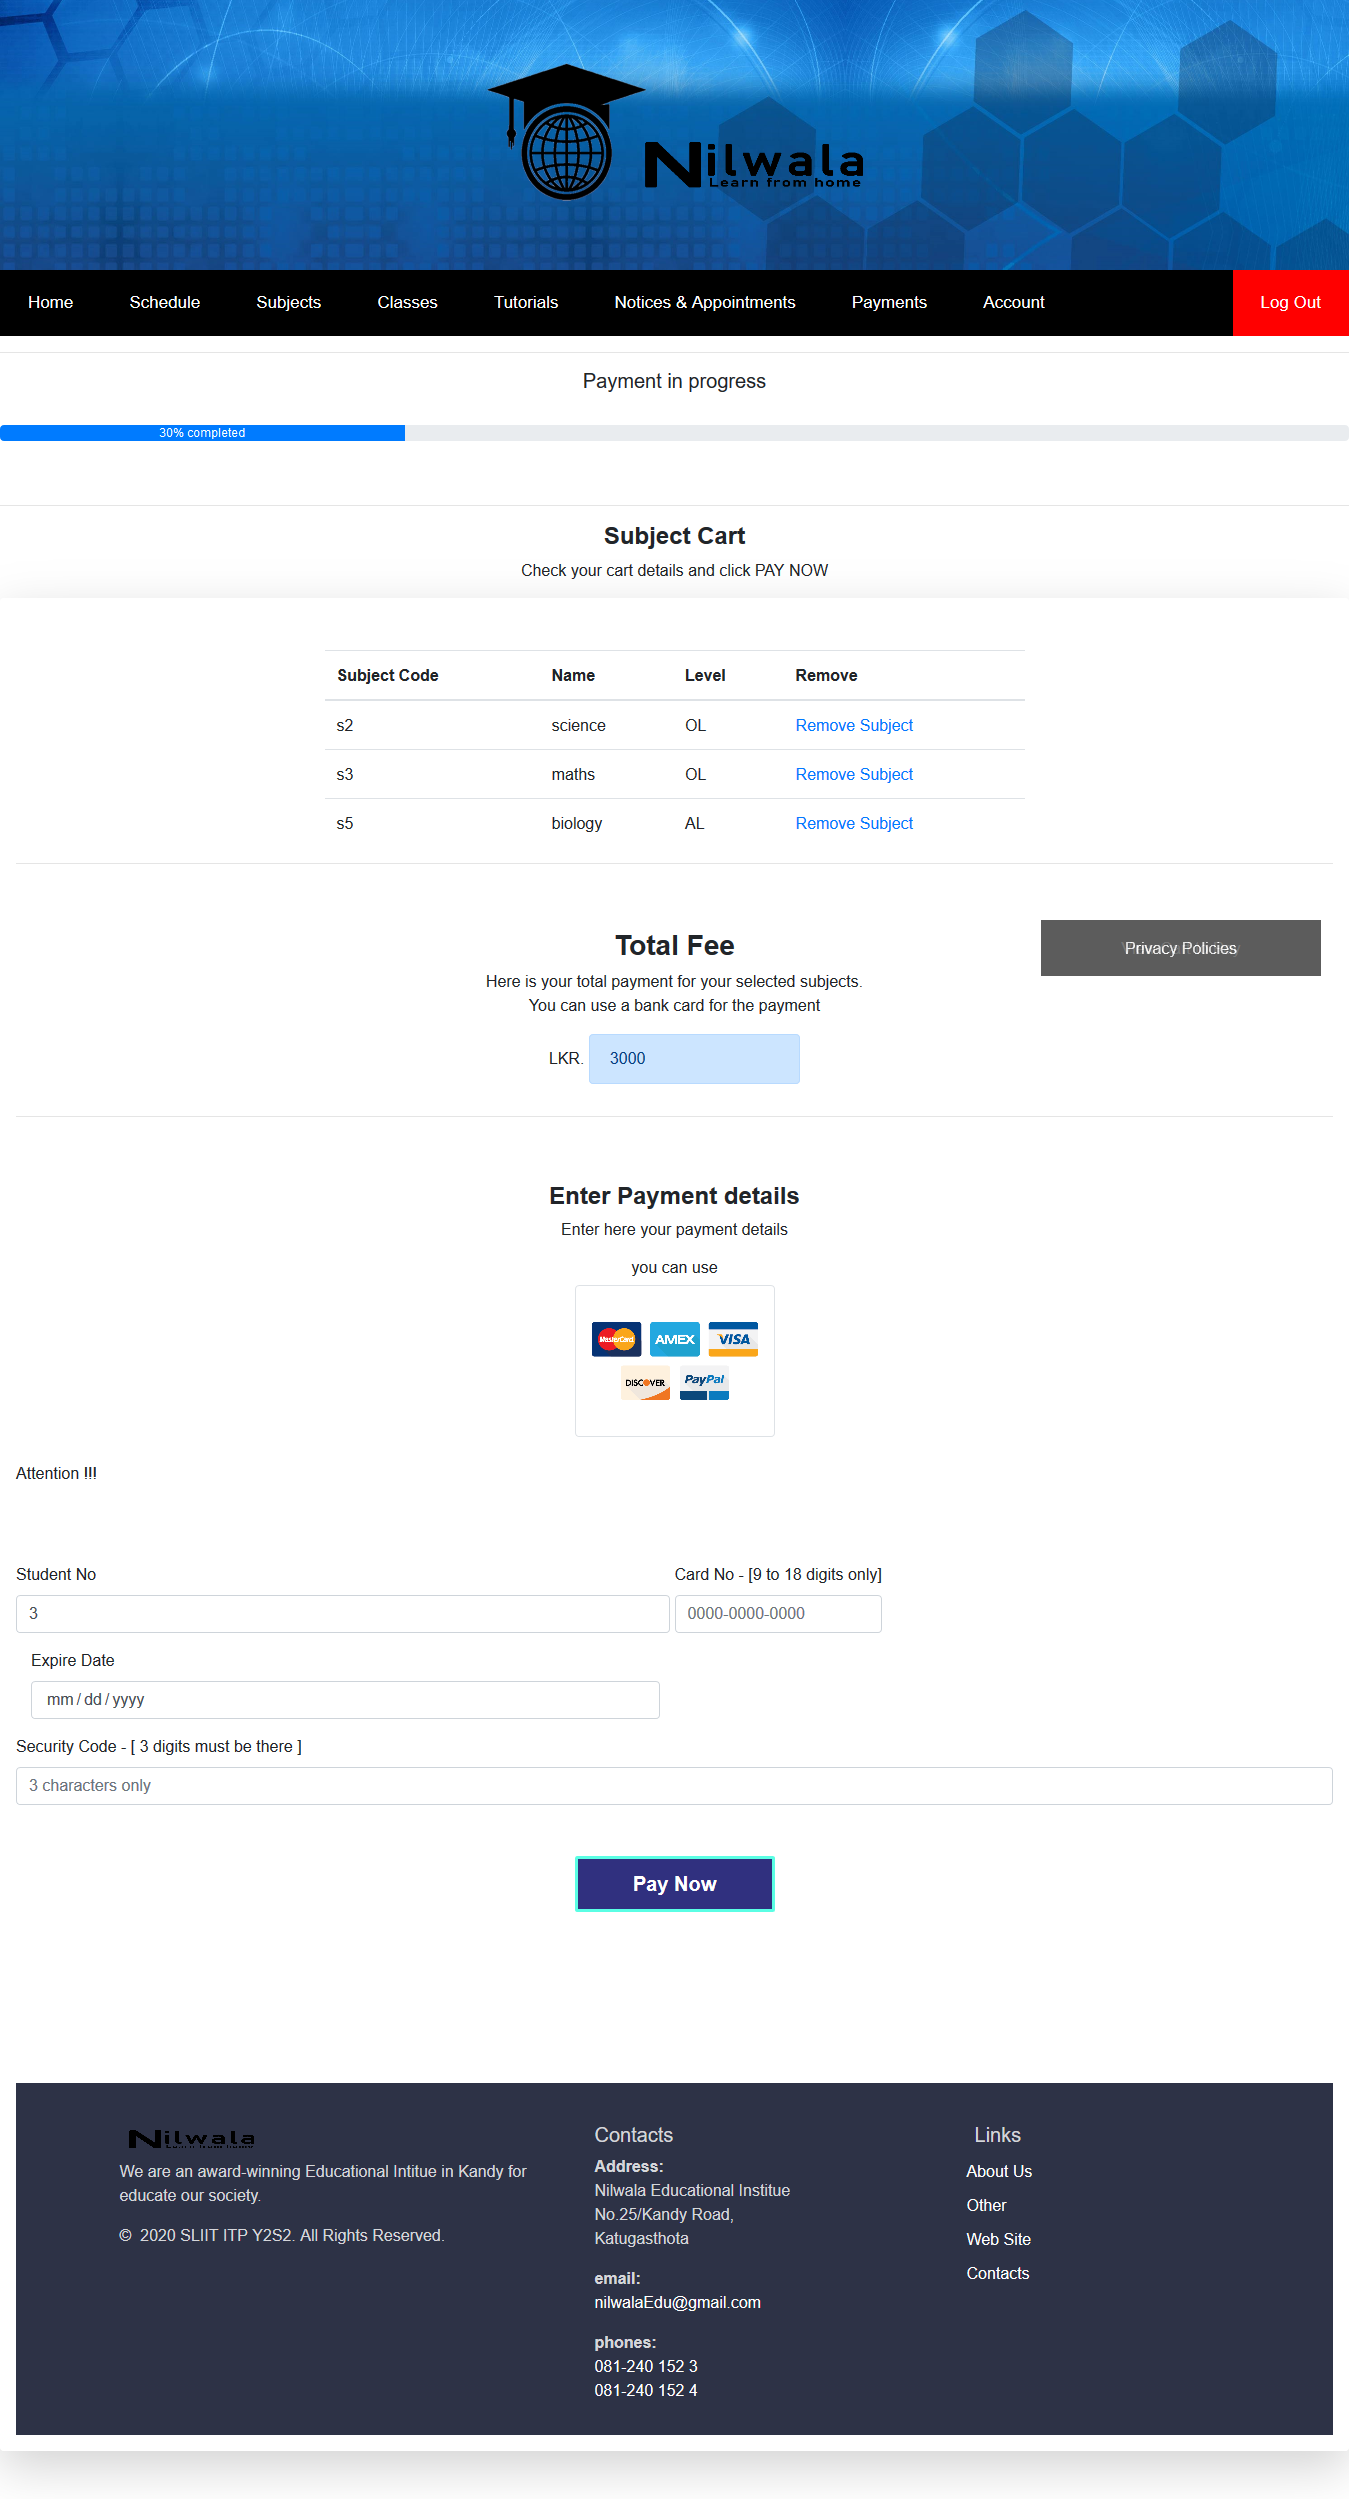 Nilwala
Learn from home
Home Schedule Subjects Classes Tutorials Notices & Appointments Payments Account Log Out
Payment in progress
30% completed
Subject Cart
Check your cart details and click PAY NOW
Subject Code Name Level Remove
s2 science OL Remove Subject
s3 maths OL Remove Subject
s5 biology AL Remove Subject
Total Fee
Privacy Policies
Here is your total payment for your selected subjects.
You can use a bank card for the payment
LKR. 3000
Enter Payment details
Enter here your payment details
you can use
MasterCard AMEX VISA
DISCOVER PayPal
Attention !!!
Student No Card No - [9 to 18 digits only]
3 0000-0000-0000
Expire Date
mm/dd/yyyy
Security Code - [ 3 digits must be there ]
3 characters only
Pay Now
Nilwala
Learn from home
We are an award-winning Educational Intitue in Kandy for
educate our society.
© 2020 SLIIT ITP Y2S2. All Rights Reserved.
Contacts
Address:
Nilwala Educational Institue
No.25/Kandy Road,
Katugasthota
email:
nilwalaEdu@gmail.com
phones:
081-240 152 3
081-240 152 4
Links
About Us
Other
Web Site
Contacts